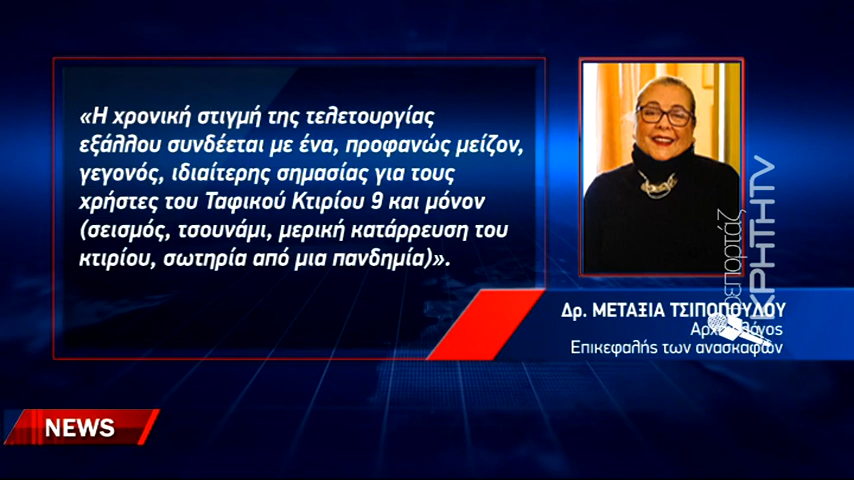 «Η χρονική στιγμή της τελετουργίας
εξάλλου συνδέεται με ένα, προφανώς μείζον,
γεγονός, ιδιαίτερης σημασίας για τους
χρήστες του Ταφικού Κτιρίου 9 και μόνον
(σεισμός, τσουνάμι, μερική κατάρρευση του
κτιρίου, σωτηρία από μια πανδημία)».
Δρ. ΜΕΤΑΞΙΑ ΤΣΙΠΟΠΟΥΛΟΥ
Επικεφαλής των ανασκαφών
ρεπορτάζ
ΚΡΗΤΗTV
NEWS